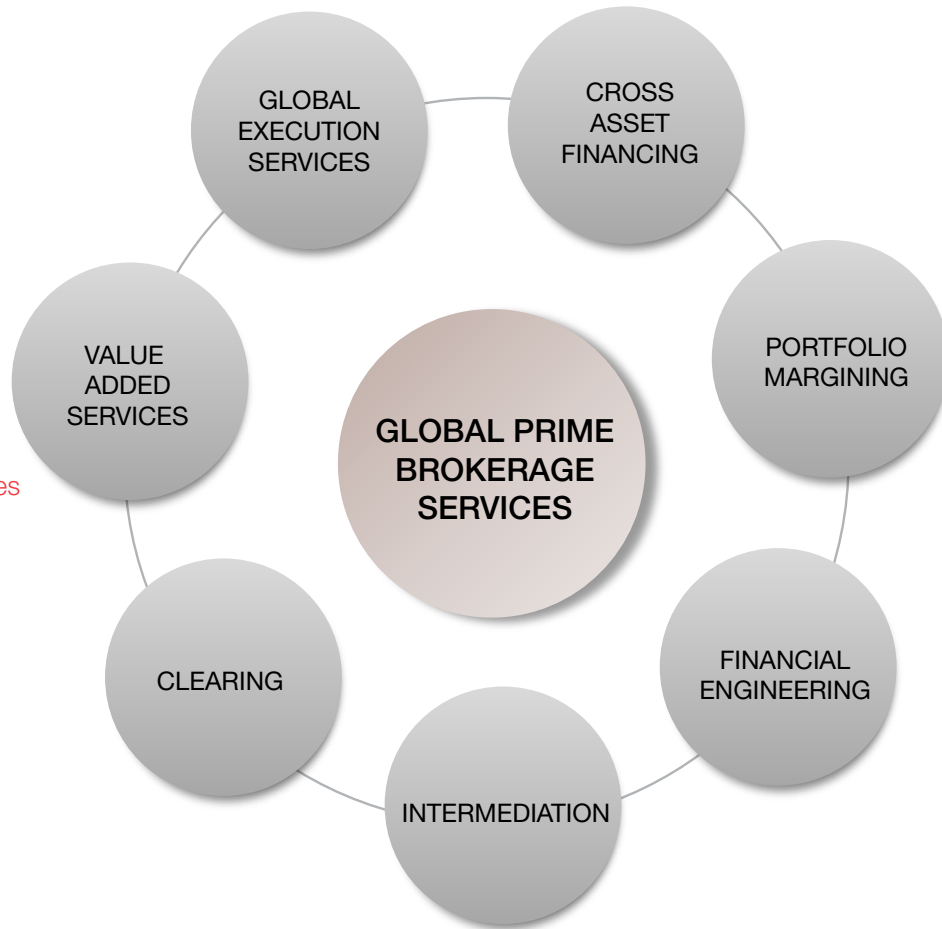 GLOBAL
EXECUTION
SERVICES
CROSS
ASSET
FINANCING
VALUE
ADDED
SERVICES
PORTFOLIO
MARGINING
GLOBAL PRIME
BROKERAGE
SERVICES
es
CLEARING
FINANCIAL
ENGINEERING
INTERMEDIATION